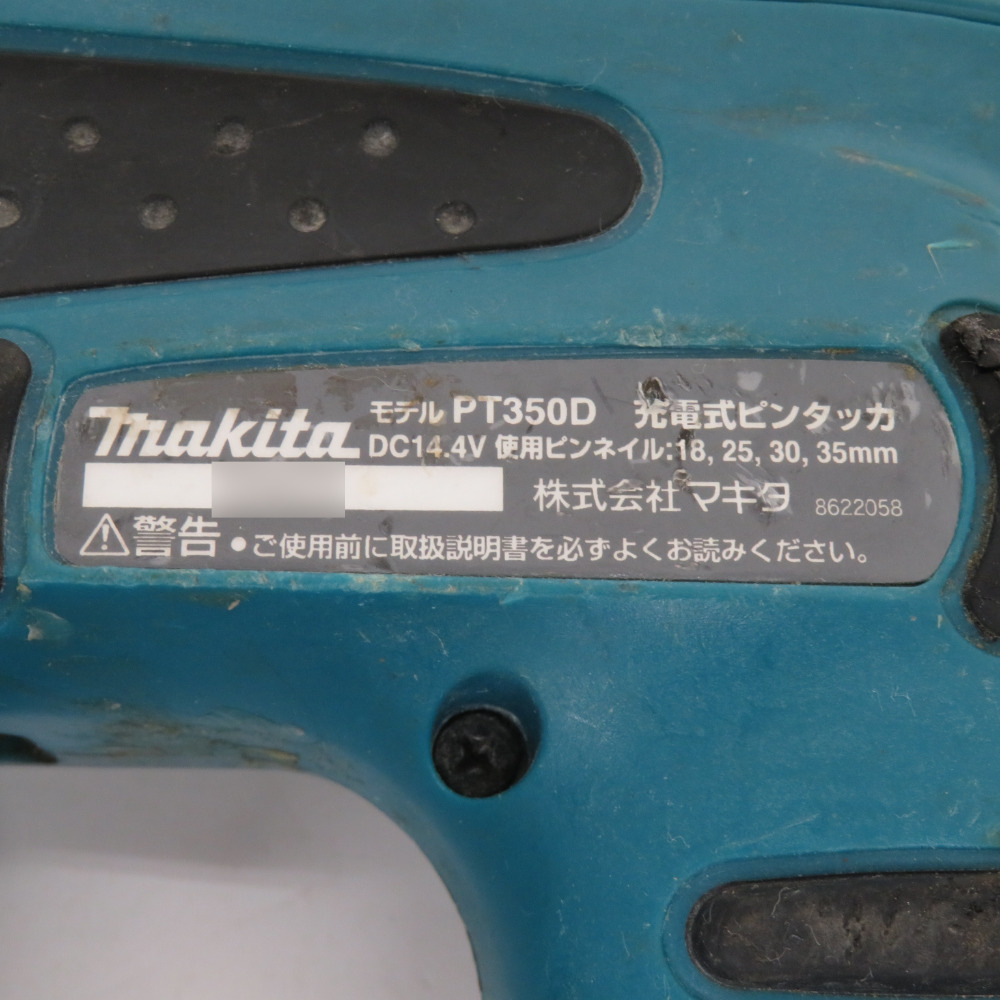 makita モデル PT350D 充電式ピンタッカ
DC14.4V 使用ピンネイル:18, 25, 30, 35mm
株式会社マキタ 8622058
警告 ●ご使用前に取扱説明書を必ずよくお読みください。